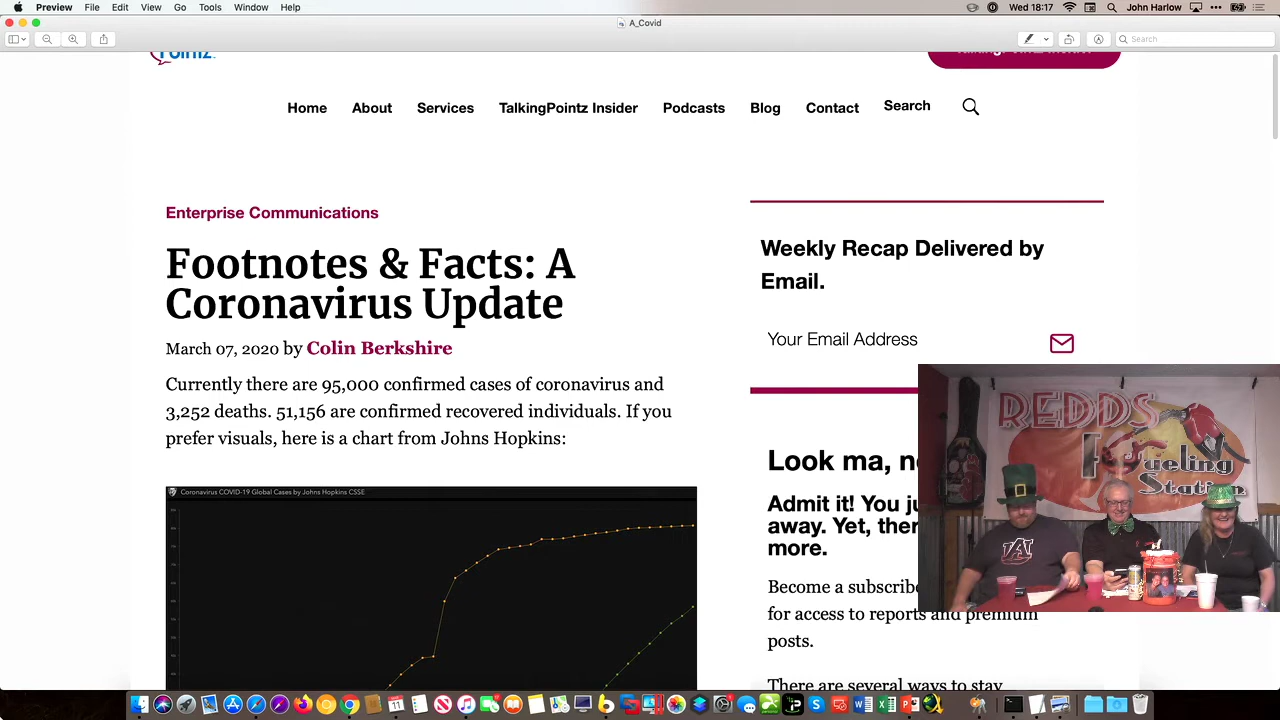 Preview File Edit View Go Tools Window Help
Wed 18:17 John Harlow
A_Covid
Search
Pointz
TalkingPointz Insider
Home About Services TalkingPointz Insider Podcasts Blog Contact Search
Enterprise Communications
Footnotes & Facts: A
Coronavirus Update
March 07, 2020 by Colin Berkshire
Currently there are 95,000 confirmed cases of coronavirus and
3,252 deaths. 51,156 are confirmed recovered individuals. If you
prefer visuals, here is a chart from Johns Hopkins:
Coronavirus COVID-19 Global Cases by Johns Hopkins CSSE
Weekly Recap Delivered by
Email.
Your Email Address
Look ma, n
Admit it! You ju
away. Yet, ther
more.
Become a subscribe
for access to reports and premium
posts.
There are several ways to stay
REDDS
Fueling
Station